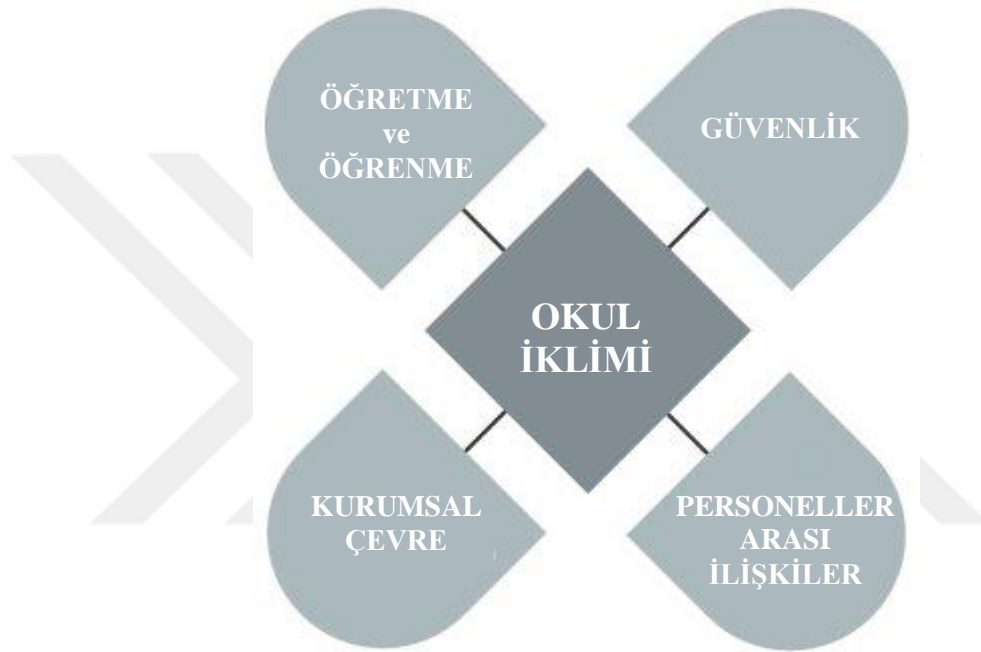 ÖĞRETME
ve
ÖĞRENME
GÜVENLİK
OKUL
İKLİMİ
KURUMSAL
ÇEVRE
PERSONELLER
ARASI
İLİŞKİLER